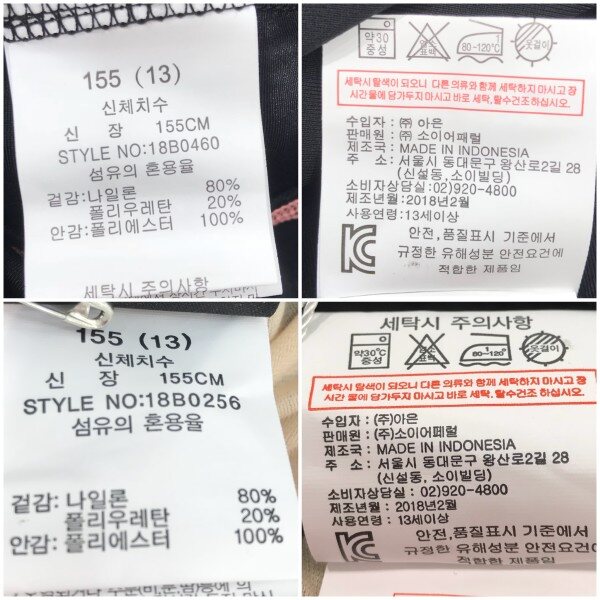 155 (13)
신체치수
신 장 155CM
STYLE NO:18B0460
섬유의 혼용율
겉감: 나일론 80%
폴리우레탄 20%
안감: 폴리에스터 100%
세탁시 주의사항
약30
중성
염소
표백
80~120℃
옷걸이
세탁시 탈색이 되오니 다른 의류와 함께 세탁하지 마시고 장
시간 물에 담가두지 마시고 바로 세탁, 탈수건조 하십시오.
수입자: ㈜ 아은
판매원: ㈜ 소이어패럴
제조국: MADE IN INDONESIA
주 소: 서울시 동대문구 왕산로2길 28
(신설동, 소이빌딩)
소비자상담실: 02)920-4800
제조년월: 2018년2월
사용연령: 13세이상
안전,품질표시 기준에서
규정한 유해성분 안전요건에
적합한 제품임
155 (13)
신체치수
신 장 155CM
STYLE NO:18B0256
섬유의 혼용율
겉감: 나일론 80%
폴리우레탄 20%
안감: 폴리에스터 100%
세탁시 주의사항
약30℃
중성
염소
표백
80~120°
옷걸이
세탁시 탈색이 되오니 다른 의류와 함께 세탁하지 마시고 장
시간 물에 담가두지 마시고 바로 세탁, 탈수건조 하십시오.
수입자: (주)아은
판매원: (주)소이어패럴
제조국: MADE IN INDONESIA
주 소: 서울시 동대문구 왕산로2길 28
(신설동, 소이빌딩)
소비자상담실: 02)920-4800
제조년월: 2018년2월
사용연령: 13세이상
안전,품질표시 기준에서
규정한 유해성분 안전요건에
적합한 제품임